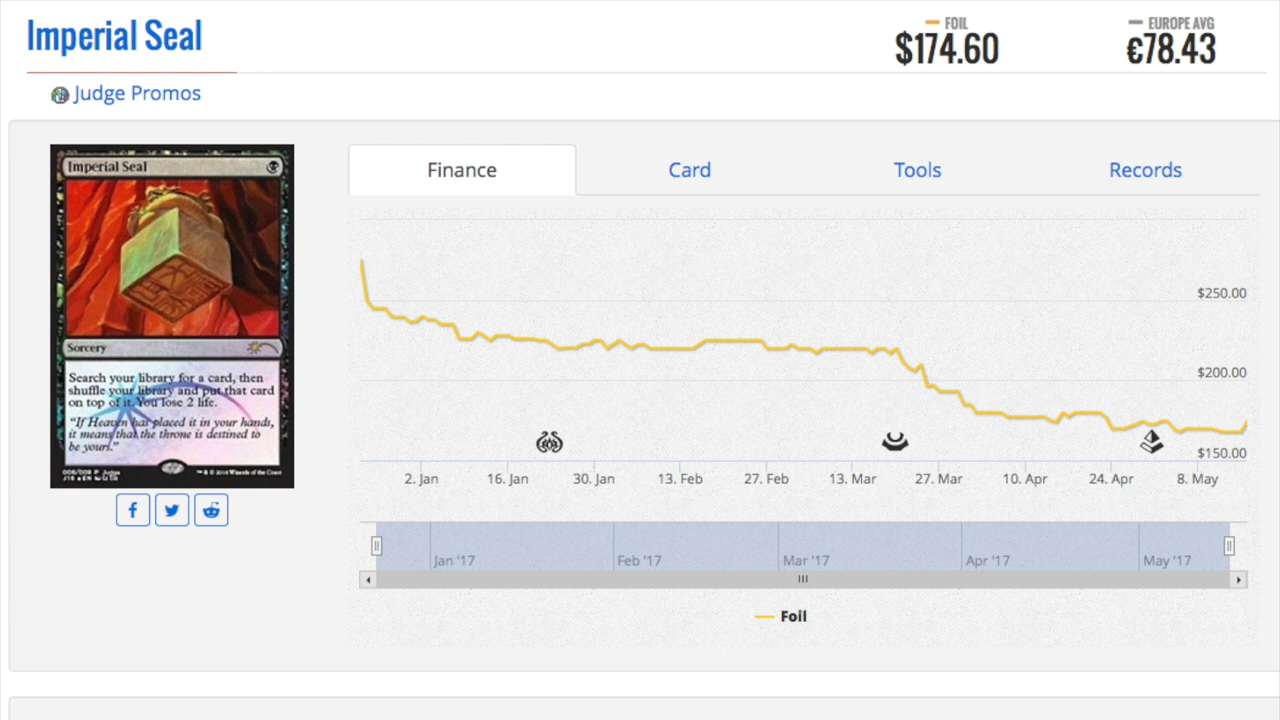 Imperial Seal
FOIL
$174.60
EUROPE AVG
€78.43
Judge Promos
Imperial Seal
Sorcery
Search your library for a card, then
shuffle your library and put that card
on top of it. You lose 2 life.
"If Heaven has placed it in your hands,
it means that the throne is destined to
be yours."
Finance
Card
Tools
Records
$250.00
$200.00
$150.00
2. Jan
16. Jan
30. Jan
13. Feb
27. Feb
13. Mar
27. Mar
10. Apr
24. Apr
8. May
Jan '17
Feb '17
Mar '17
Apr '17
May '17
Foil